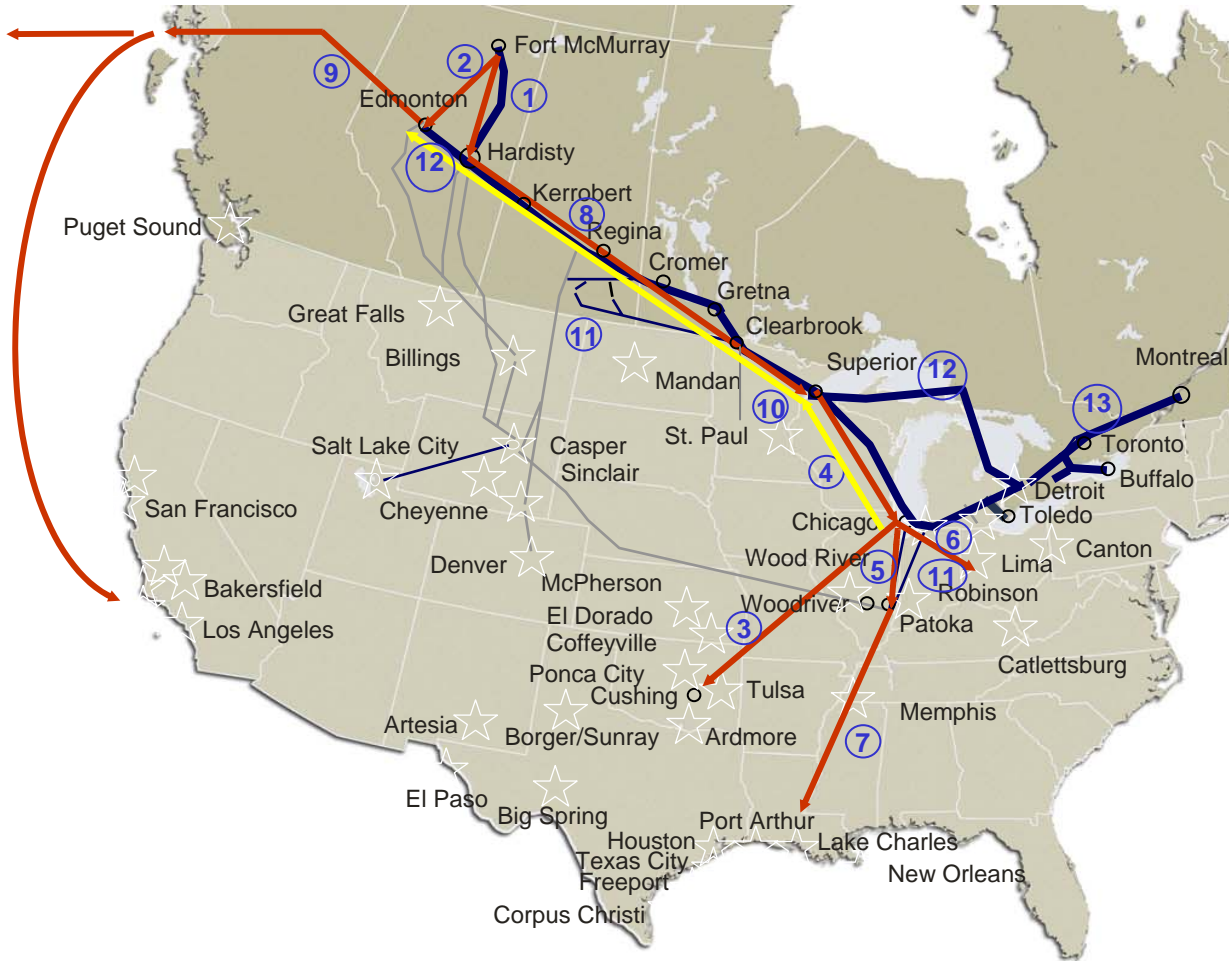 Fort McMurray
2
9
1
Edmonton
12
Hardisty
Kerrobert
8
Puget Sound
Regina
Cromer
Gretna
Great Falls
11
Clearbrook
Billings
Superior
12
Montreal
Mandan
10
13
St. Paul
Salt Lake City
Casper
Toronto
Sinclair
4
Buffalo
Detroit
San Francisco
Cheyenne
Chicago
Toledo
6
Canton
Denver
Wood River
Lima
McPherson
5
11
Bakersfield
El Dorado
Woodriver
Robinson
Los Angeles
Coffeyville
3
Patoka
Ponca City
Catlettsburg
Cushing
Tulsa
Memphis
Artesia
Borger/Sunray
Ardmore
7
El Paso
Big Spring
Port Arthur
Houston
Lake Charles
Texas City
New Orleans
Freeport
Corpus Christi